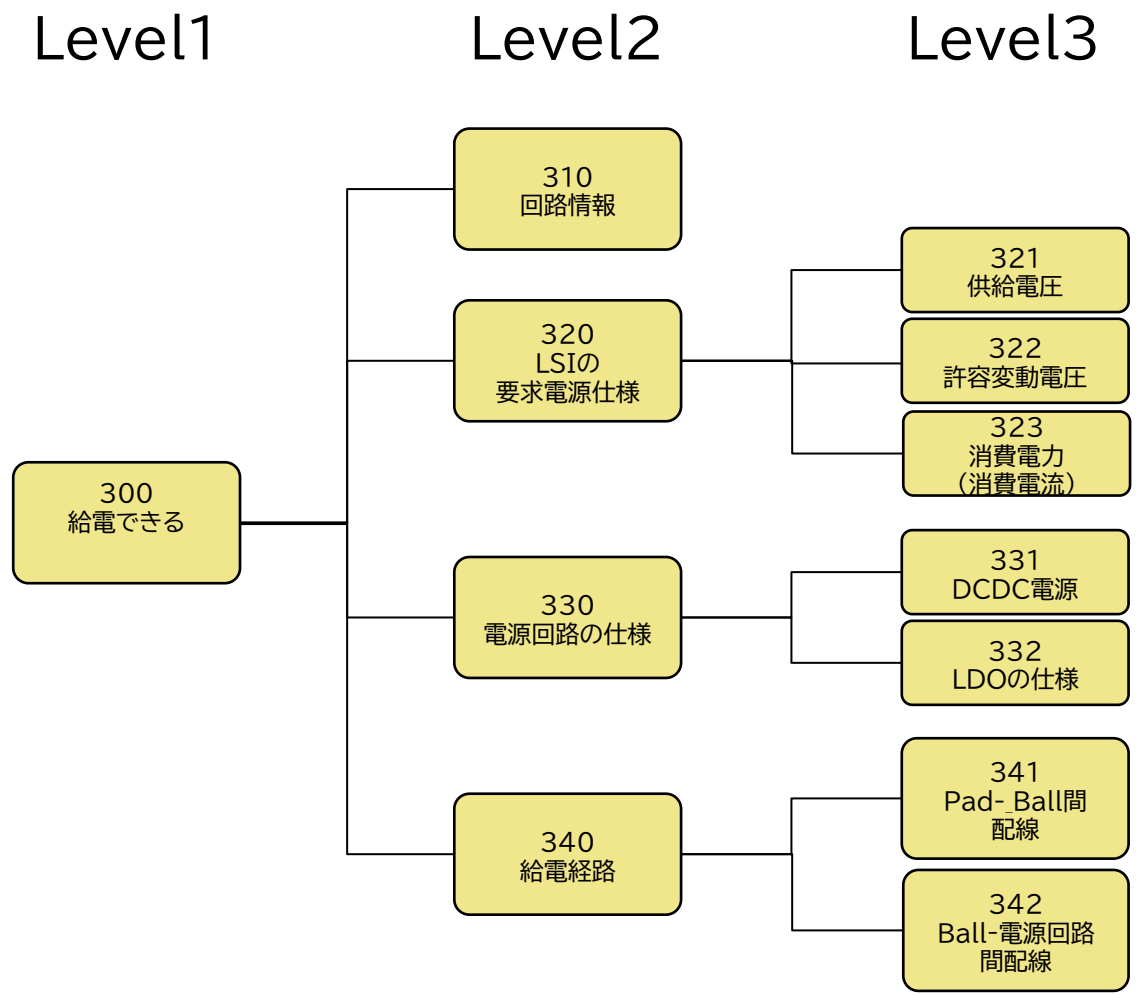 Level1
Level2
Level3
300
給電できる
310
回路情報
320
LSIの
要求電源仕様
321
供給電圧
322
許容変動電圧
323
消費電力
（消費電流）
330
電源回路の仕様
331
DCDC電源
332
LDOの仕様
340
給電経路
341
Pad-_Ball間
配線
342
Ball-電源回路
間配線